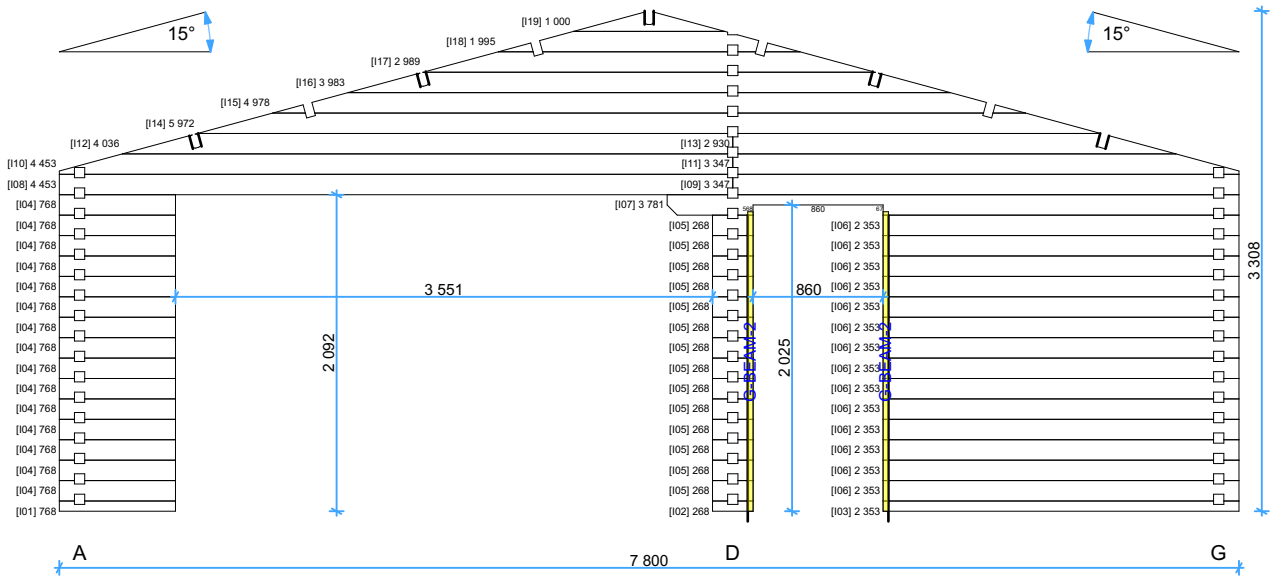 [I19] 1 000
15°
15°
[I18] 1 995
[I17] 2 989
[I16] 3 983
[I15] 4 978
[I14] 5 972
[I12] 4 036
[I13] 2 930
[I10] 4 453
[I11] 3 347
[I08] 4 453
[I09] 3 347
[I04] 768
[I07] 3 781
568
860
67
[I04] 768
[I05] 268
[I06] 2 353
[I04] 768
[I05] 268
[I06] 2 353
[I04] 768
[I05] 268
[I06] 2 353
3 308
[I04] 768
[I05] 268
[I06] 2 353
3 551
860
[I04] 768
[I05] 268
[I06] 2 353
[I04] 768
[I05] 268
[I06] 2 353
[I04] 768
[I05] 268
[I06] 2 353
2 092
2 025
G-BEAM-2
G-BEAM-2
[I04] 768
[I05] 268
[I06] 2 353
[I04] 768
[I05] 268
[I06] 2 353
[I04] 768
[I05] 268
[I06] 2 353
[I04] 768
[I05] 268
[I06] 2 353
[I04] 768
[I05] 268
[I06] 2 353
[I04] 768
[I05] 268
[I06] 2 353
[I04] 768
[I05] 268
[I06] 2 353
[I01] 768
[I02] 268
[I03] 2 353
A
D
G
7 800